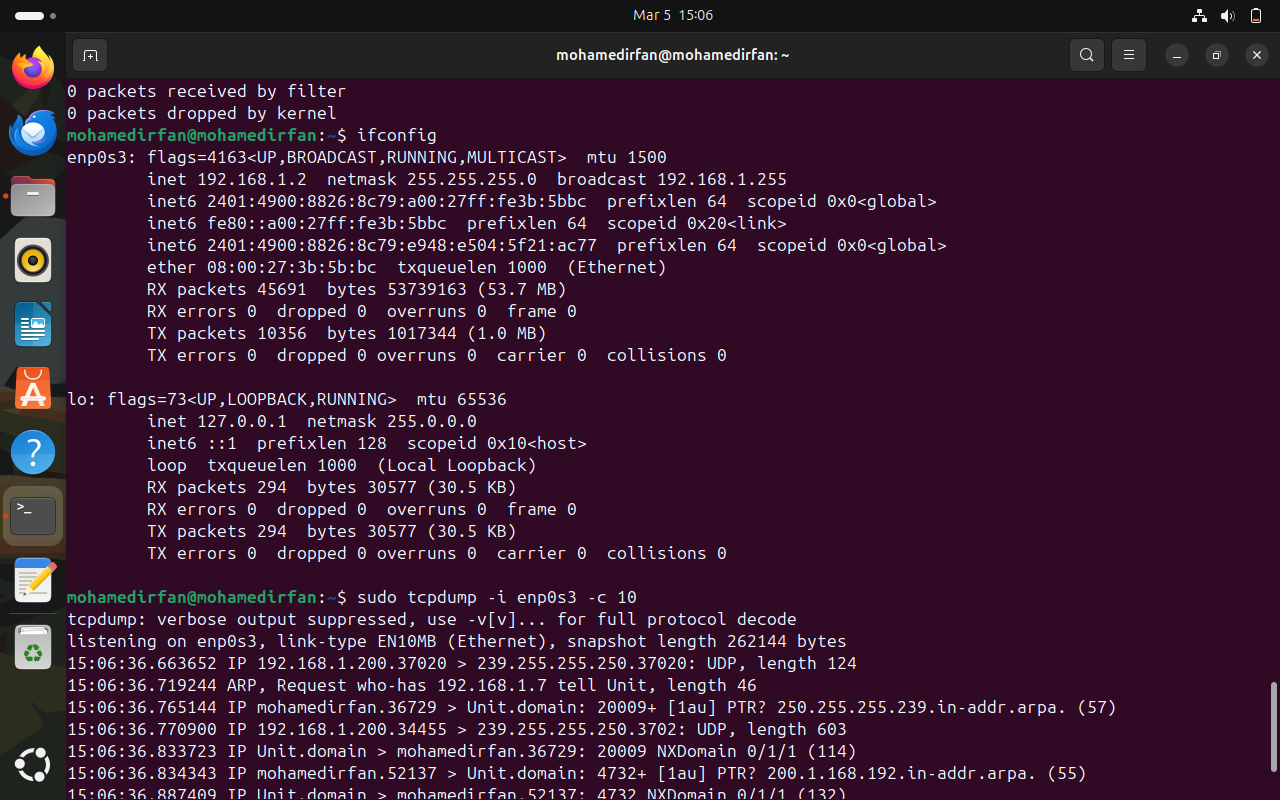 Mar 5 15:06
mohamedirfan@mohamedirfan: ~
0 packets received by filter
0 packets dropped by kernel
mohamedirfan@mohamedirfan:~$ ifconfig
enp0s3: flags=4163<UP,BROADCAST,RUNNING,MULTICAST>  mtu 1500
        inet 192.168.1.2  netmask 255.255.255.0  broadcast 192.168.1.255
        inet6 2401:4900:8826:8c79:a00:27ff:fe3b:5bbc  prefixlen 64  scopeid 0x0<global>
        inet6 fe80::a00:27ff:fe3b:5bbc  prefixlen 64  scopeid 0x20<link>
        inet6 2401:4900:8826:8c79:e948:e504:5f21:ac77  prefixlen 64  scopeid 0x0<global>
        ether 08:00:27:3b:5b:bc  txqueuelen 1000  (Ethernet)
        RX packets 45691  bytes 53739163 (53.7 MB)
        RX errors 0  dropped 0  overruns 0  frame 0
        TX packets 10356  bytes 1017344 (1.0 MB)
        TX errors 0  dropped 0 overruns 0  carrier 0  collisions 0

lo: flags=73<UP,LOOPBACK,RUNNING>  mtu 65536
        inet 127.0.0.1  netmask 255.0.0.0
        inet6 ::1  prefixlen 128  scopeid 0x10<host>
        loop  txqueuelen 1000  (Local Loopback)
        RX packets 294  bytes 30577 (30.5 KB)
        RX errors 0  dropped 0  overruns 0  frame 0
        TX packets 294  bytes 30577 (30.5 KB)
        TX errors 0  dropped 0 overruns 0  carrier 0  collisions 0

mohamedirfan@mohamedirfan:~$ sudo tcpdump -i enp0s3 -c 10
tcpdump: verbose output suppressed, use -v[v]... for full protocol decode
listening on enp0s3, link-type EN10MB (Ethernet), snapshot length 262144 bytes
15:06:36.663652 IP 192.168.1.200.37020 > 239.255.255.250.37020: UDP, length 124
15:06:36.719244 ARP, Request who-has 192.168.1.7 tell Unit, length 46
15:06:36.765144 IP mohamedirfan.36729 > Unit.domain: 20009+ [1au] PTR? 250.255.255.239.in-addr.arpa. (57)
15:06:36.770900 IP 192.168.1.200.34455 > 239.255.255.250.3702: UDP, length 603
15:06:36.833723 IP Unit.domain > mohamedirfan.36729: 20009 NXDomain 0/1/1 (114)
15:06:36.834343 IP mohamedirfan.52137 > Unit.domain: 4732+ [1au] PTR? 200.1.168.192.in-addr.arpa. (55)
15:06:36.887409 IP Unit.domain > mohamedirfan.52137: 4732 NXDomain 0/1/1 (132)